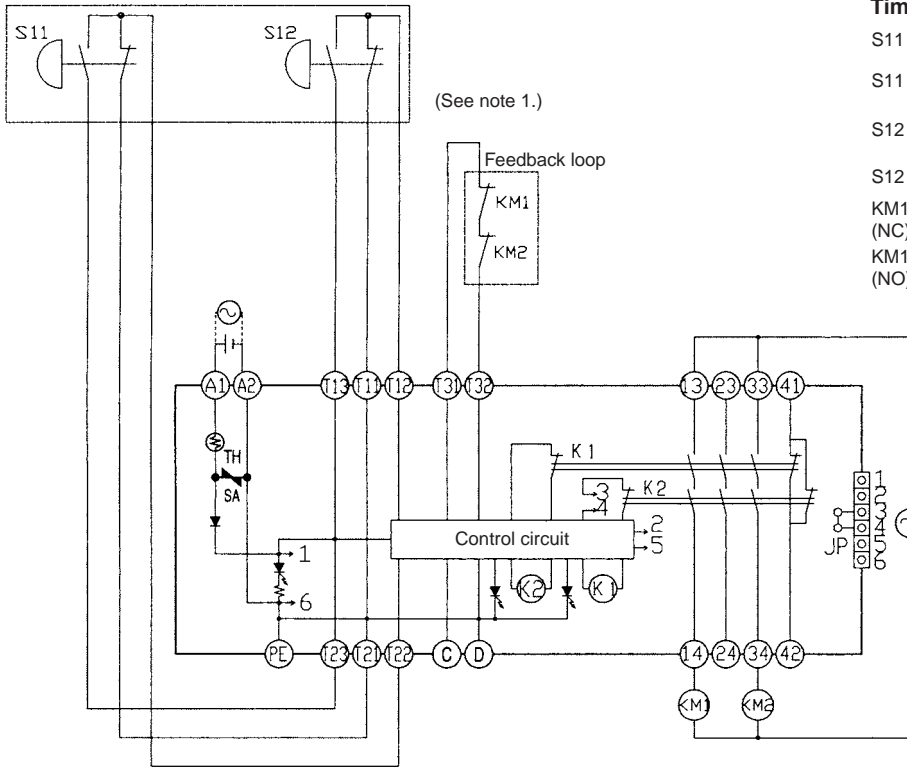 Tim
S11
S12
S11
(See note 1.)
S11
S12
Feedback loop
S12
KM1
KM1
(NC)
KM2
KM1
(NO)
A1 A2 T13 T11 T12 T31 T32 13 23 33 41
TH
K1
SA
3
K2
1
4
2
2
3
Control circuit
4
1
5
JP
5
6
K2
K1
6
PE T23 T21 T22 C D 14 24 34 42
KM1
KM2